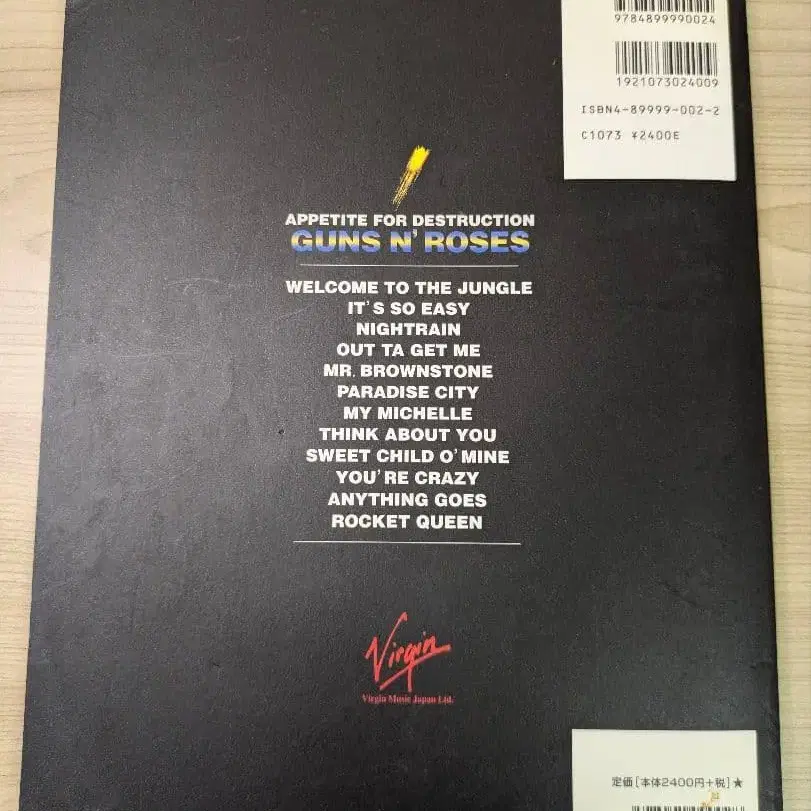 9784899990024
1921073024009
ISBN4-89999-002-2
C1073 ¥2400E
APPETITE FOR DESTRUCTION
GUNS N' ROSES
WELCOME TO THE JUNGLE
IT'S SO EASY
NIGHTRAIN
OUT TA GET ME
MR. BROWNSTONE
PARADISE CITY
MY MICHELLE
THINK ABOUT YOU
SWEET CHILD O' MINE
YOU'RE CRAZY
ANYTHING GOES
ROCKET QUEEN
Virgin
Virgin Music Japan Ltd.
定価[本体2400円+税]★